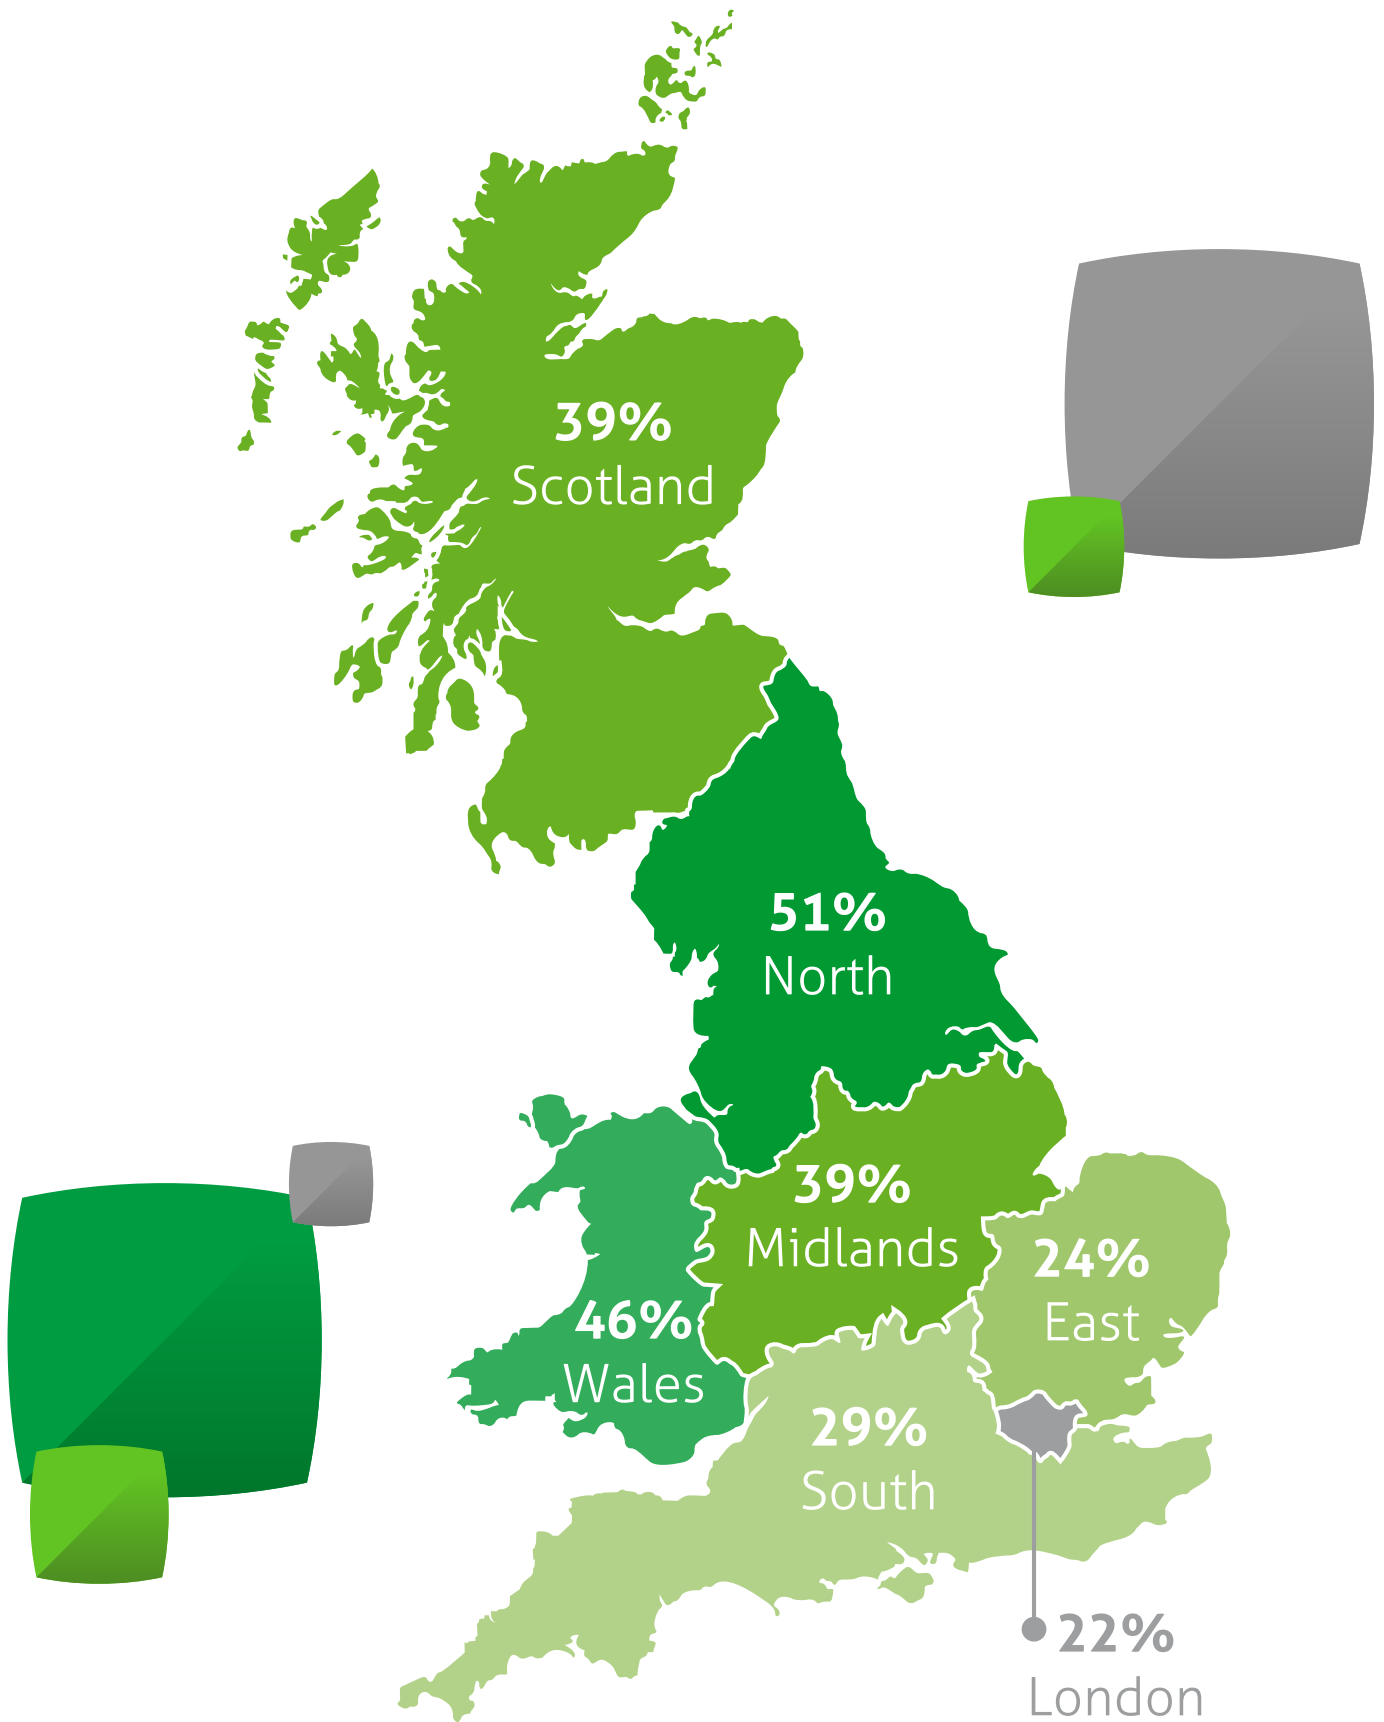 39%
Scotland
51%
North
39%
Midlands
24%
East
46%
Wales
29%
South
22%
London